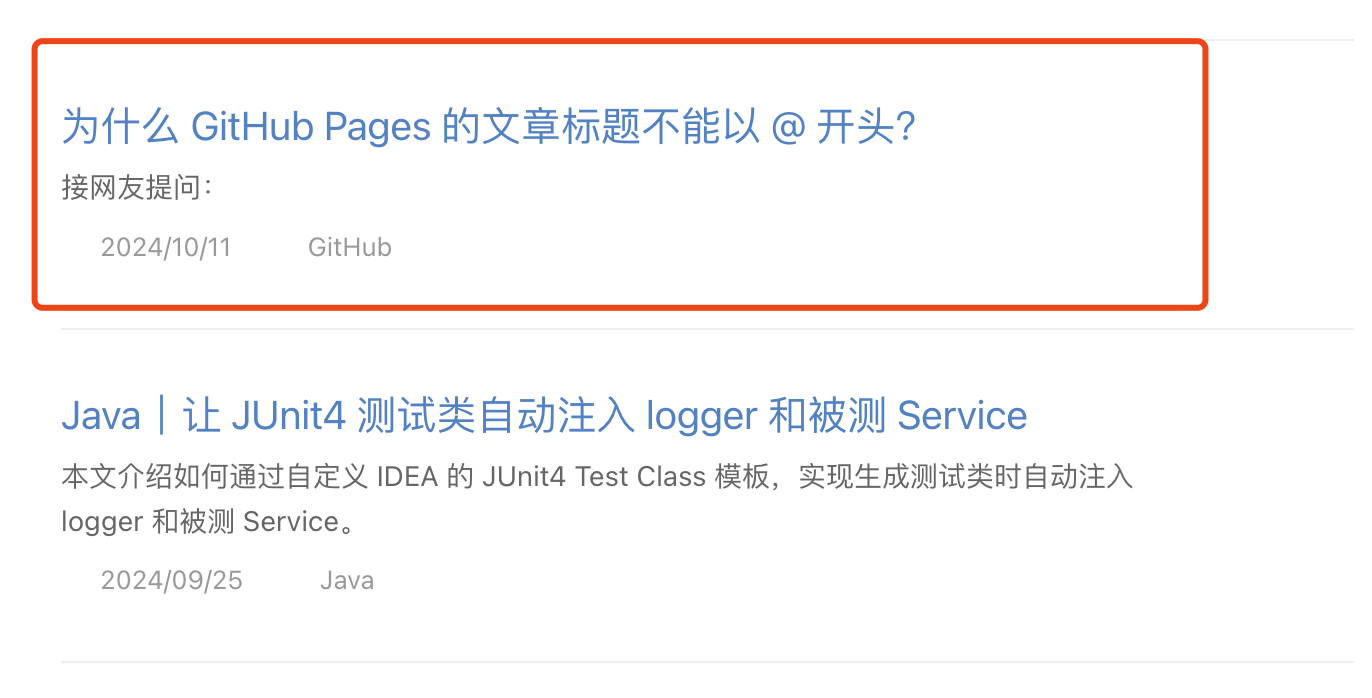 为什么 GitHub Pages 的文章标题不能以 @ 开头？
接网友提问：
2024/10/11 GitHub
Java｜让 JUnit4 测试类自动注入 logger 和被测 Service
本文介绍如何通过自定义 IDEA 的 JUnit4 Test Class 模板，实现生成测试类时自动注入
logger 和被测 Service。
2024/09/25 Java